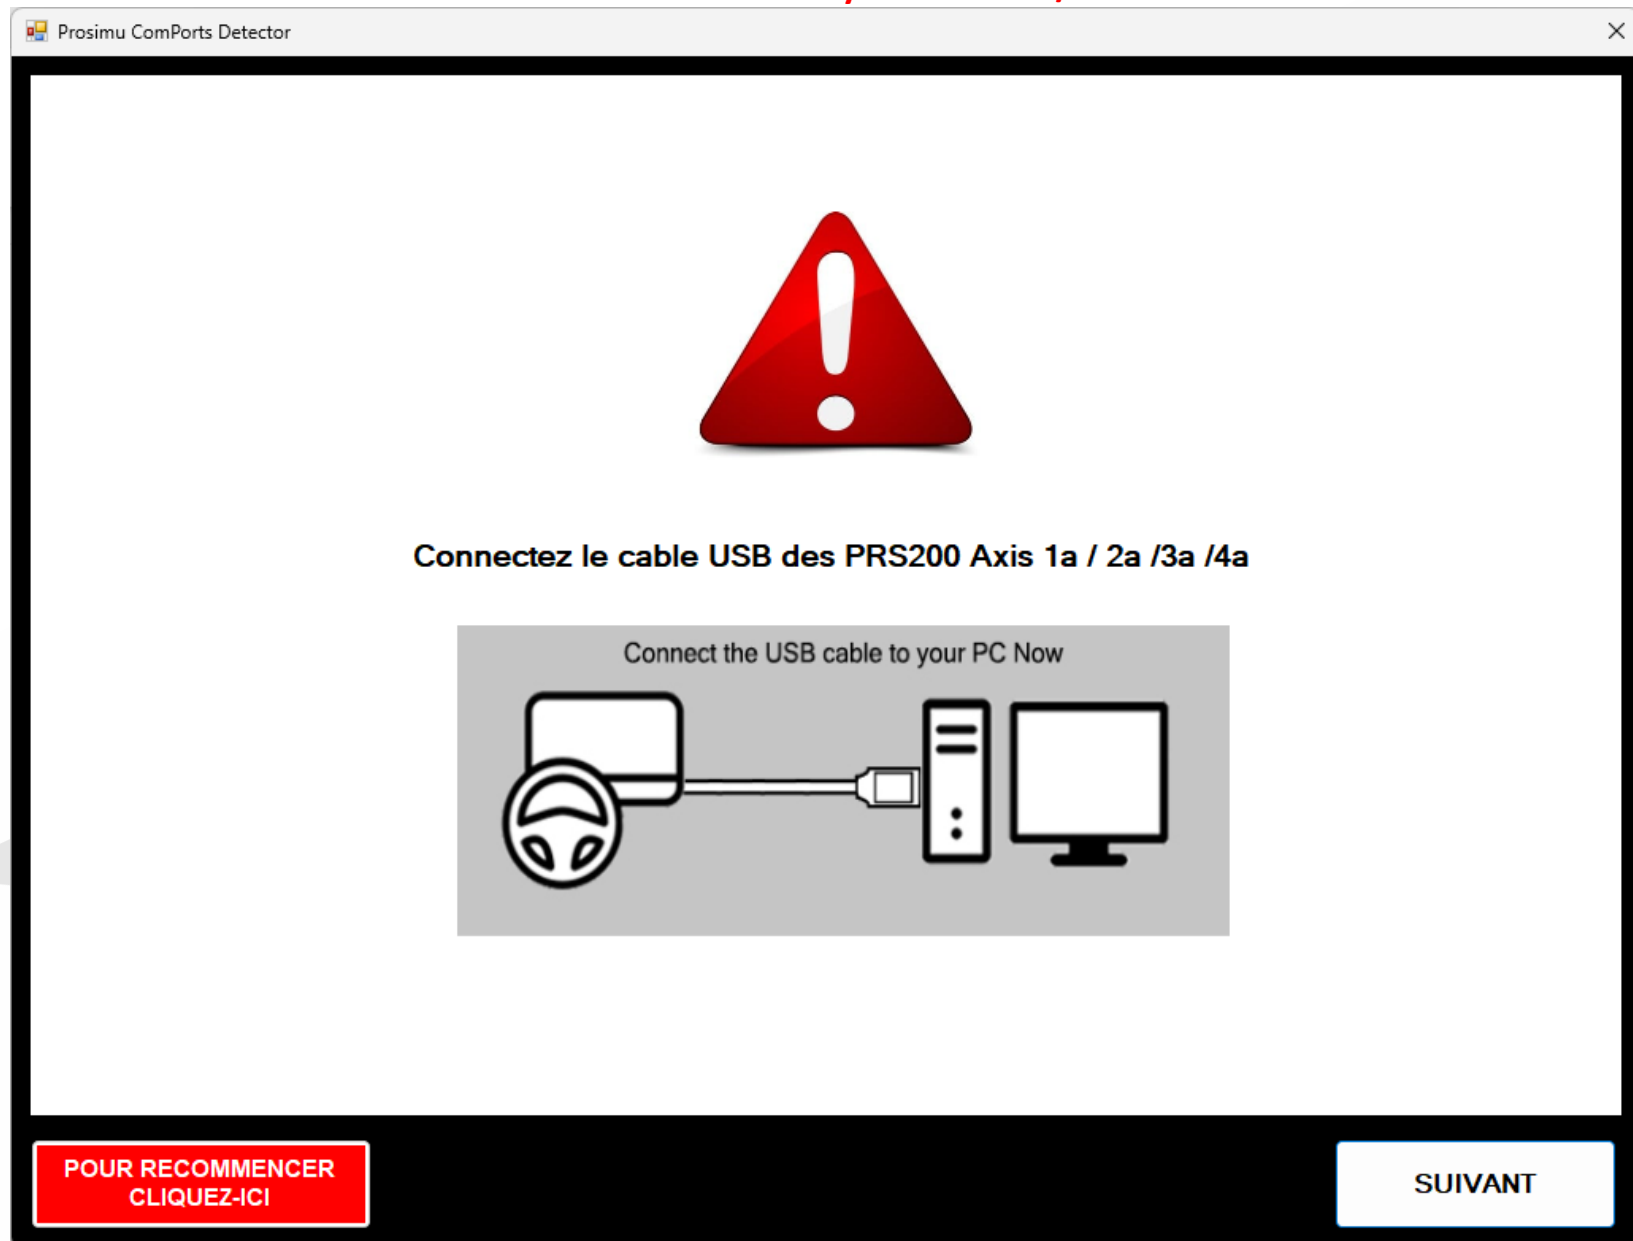 Prosimu ComPorts Detector
Connectez le cable USB des PRS200 Axis 1a / 2a /3a /4a
Connect the USB cable to your PC Now
POUR RECOMMENCER
CLIQUEZ-ICI
SUIVANT